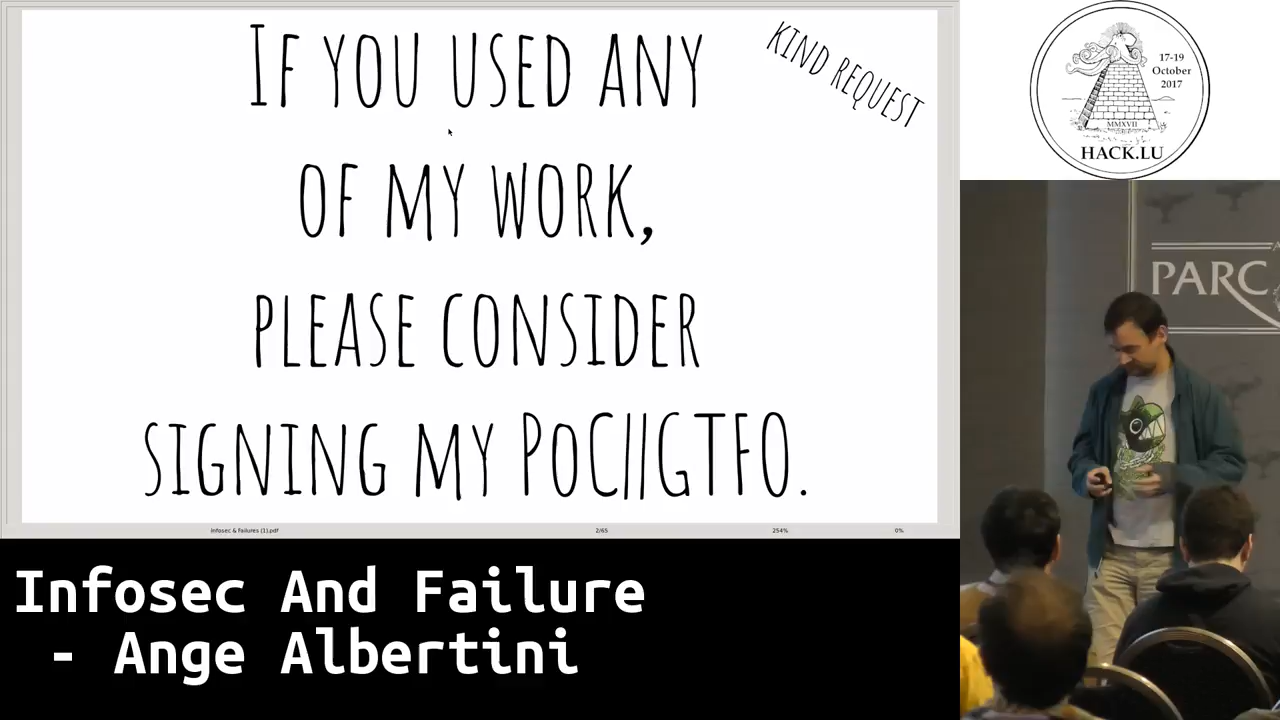 If you used any
of my work,
please consider
signing my PoC||GTFO.
KIND REQUEST
Infosec & Failures (1).pdf
2/65
254%
0%
17-19
October
2017
MMXVII
HACK.LU
PARC
Infosec And Failure
- Ange Albertini